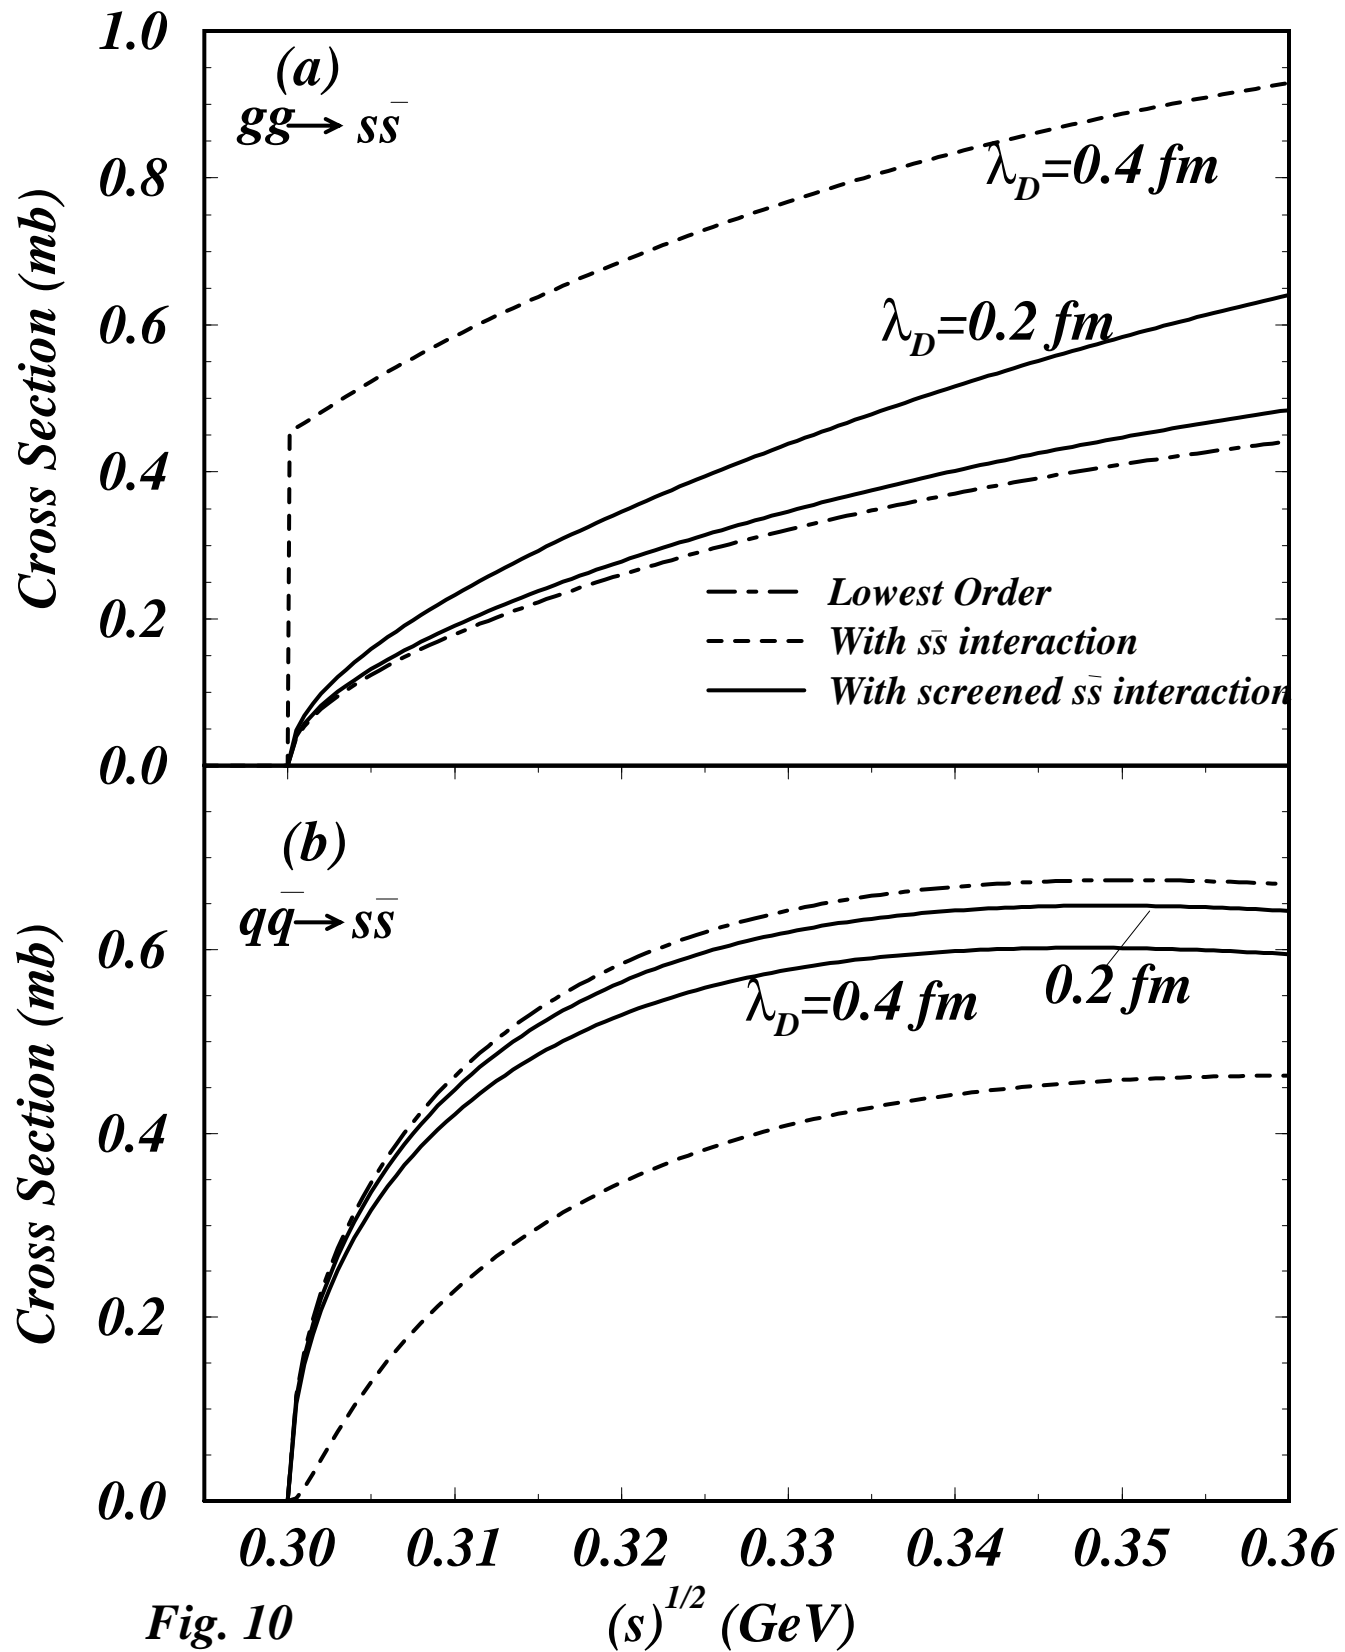 1.0
(a)
gg→ ss̄
0.8
λD=0.4 fm
0.6
λD=0.2 fm
0.4
0.2
0.0
Cross Section (mb)
Lowest Order
With ss̄ interaction
With screened ss̄ interaction
(b)
qq̄→ ss̄
0.6
λD=0.4 fm
0.2 fm
0.4
0.2
0.0
Cross Section (mb)
0.30 0.31 0.32 0.33 0.34 0.35 0.36
Fig. 10
(s)^1/2 (GeV)